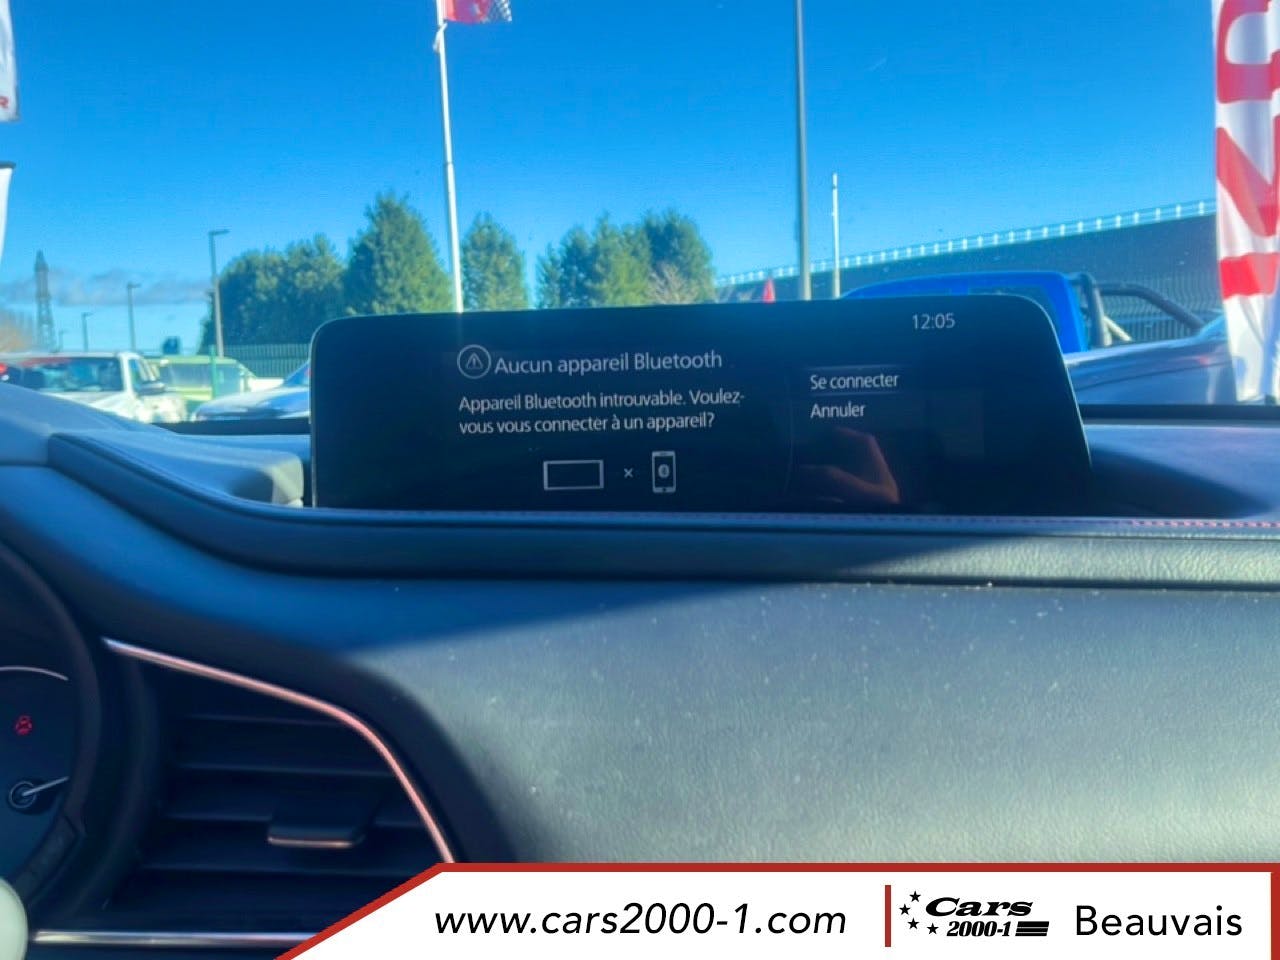 12:05
Aucun appareil Bluetooth
Appareil Bluetooth introuvable. Voulez-
vous vous connecter à un appareil?
Se connecter
Annuler
www.cars2000-1.com
Cars
2000-1
Beauvais